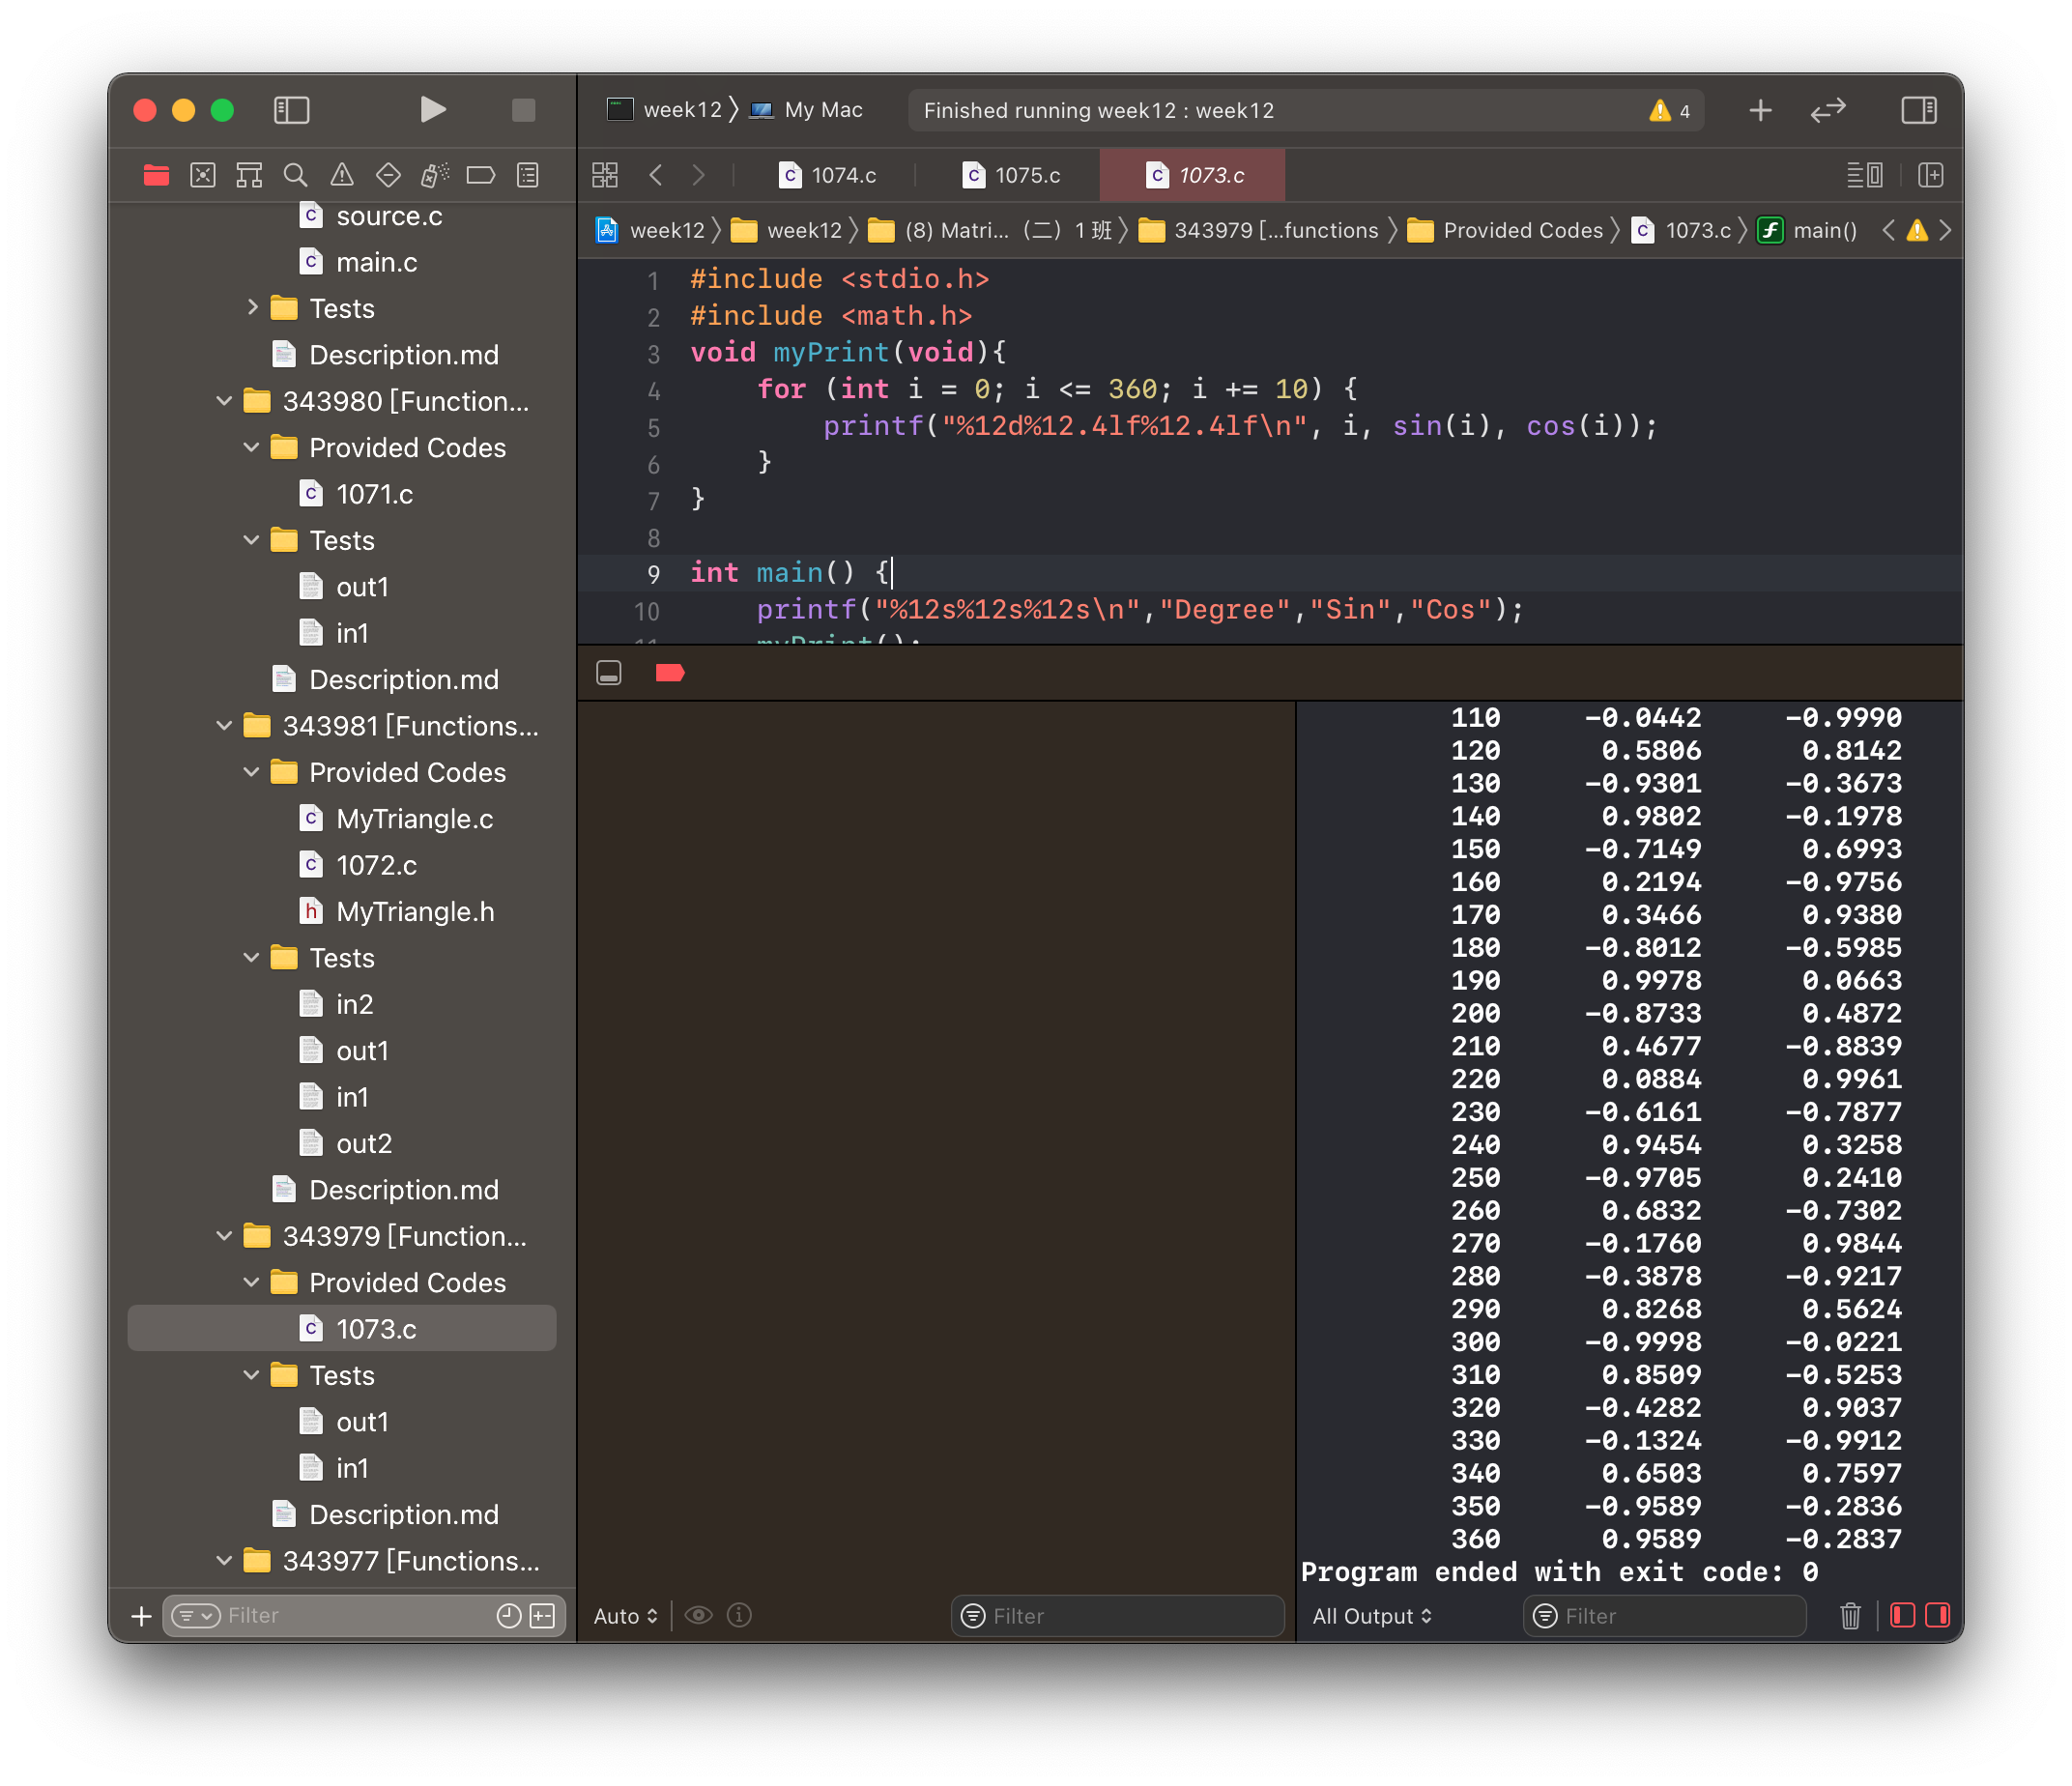 week12 〉 My Mac
Finished running week12 : week12
4
1074.c
1075.c
1073.c
week12 〉 week12 〉 (8) Matri... （二）1 班 〉 343979 [...functions 〉 Provided Codes 〉 1073.c 〉 main()
source.c
main.c
Tests
Description.md
343980 [Function...
Provided Codes
1071.c
Tests
out1
in1
Description.md
343981 [Functions...
Provided Codes
MyTriangle.c
1072.c
MyTriangle.h
Tests
in2
out1
in1
out2
Description.md
343979 [Function...
Provided Codes
1073.c
Tests
out1
in1
Description.md
343977 [Functions...
Filter
1 #include <stdio.h>
2 #include <math.h>
3 void myPrint(void){
4     for (int i = 0; i <= 360; i += 10) {
5         printf("%12d%12.4lf%12.4lf\n", i, sin(i), cos(i));
6     }
7 }
8
9 int main() {
10     printf("%12s%12s%12s\n","Degree","Sin","Cos");
11     myPrint();
110 -0.0442 -0.9990
120 0.5806 0.8142
130 -0.9301 -0.3673
140 0.9802 -0.1978
150 -0.7149 0.6993
160 0.2194 -0.9756
170 0.3466 0.9380
180 -0.8012 -0.5985
190 0.9978 0.0663
200 -0.8733 0.4872
210 0.4677 -0.8839
220 0.0884 0.9961
230 -0.6161 -0.7877
240 0.9454 0.3258
250 -0.9705 0.2410
260 0.6832 -0.7302
270 -0.1760 0.9844
280 -0.3878 -0.9217
290 0.8268 0.5624
300 -0.9998 -0.0221
310 0.8509 -0.5253
320 -0.4282 0.9037
330 -0.1324 -0.9912
340 0.6503 0.7597
350 -0.9589 -0.2836
360 0.9589 -0.2837
Program ended with exit code: 0
Auto
Filter
All Output
Filter